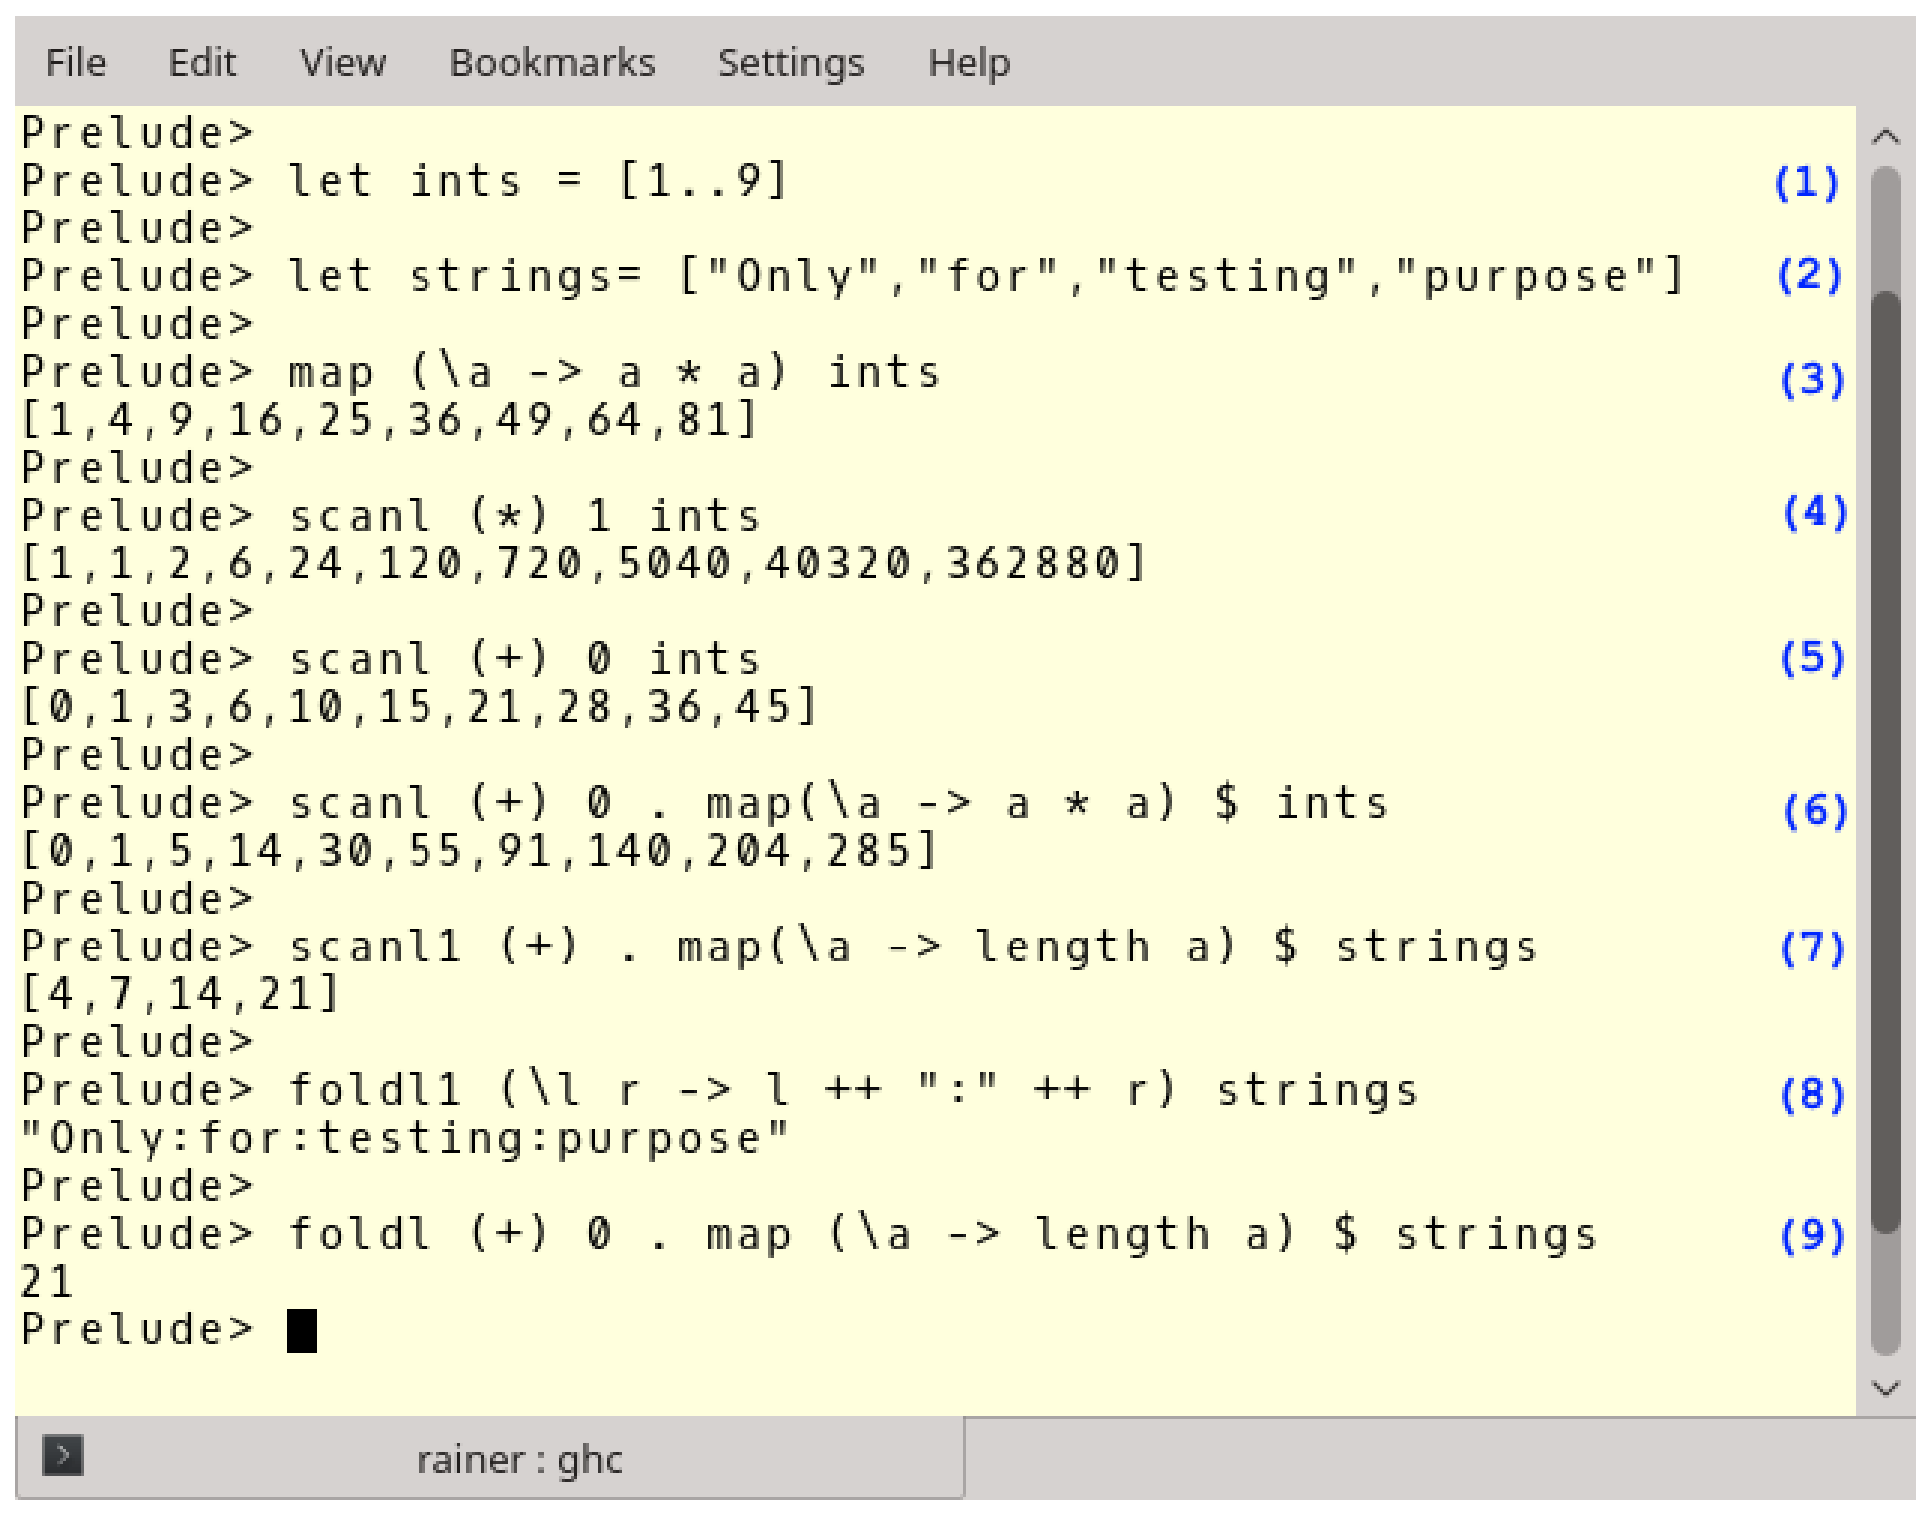 File Edit View Bookmarks Settings Help
Prelude>
Prelude> let ints = [1..9] (1)
Prelude>
Prelude> let strings= ["Only","for","testing","purpose"] (2)
Prelude>
Prelude> map (\a -> a * a) ints (3)
[1,4,9,16,25,36,49,64,81]
Prelude>
Prelude> scanl (*) 1 ints (4)
[1,1,2,6,24,120,720,5040,40320,362880]
Prelude>
Prelude> scanl (+) 0 ints (5)
[0,1,3,6,10,15,21,28,36,45]
Prelude>
Prelude> scanl (+) 0 . map(\a -> a * a) $ ints (6)
[0,1,5,14,30,55,91,140,204,285]
Prelude>
Prelude> scanl1 (+) . map(\a -> length a) $ strings (7)
[4,7,14,21]
Prelude>
Prelude> foldl1 (\l r -> l ++ ":" ++ r) strings (8)
"Only:for:testing:purpose"
Prelude>
Prelude> foldl (+) 0 . map (\a -> length a) $ strings (9)
21
Prelude>
rainer : ghc